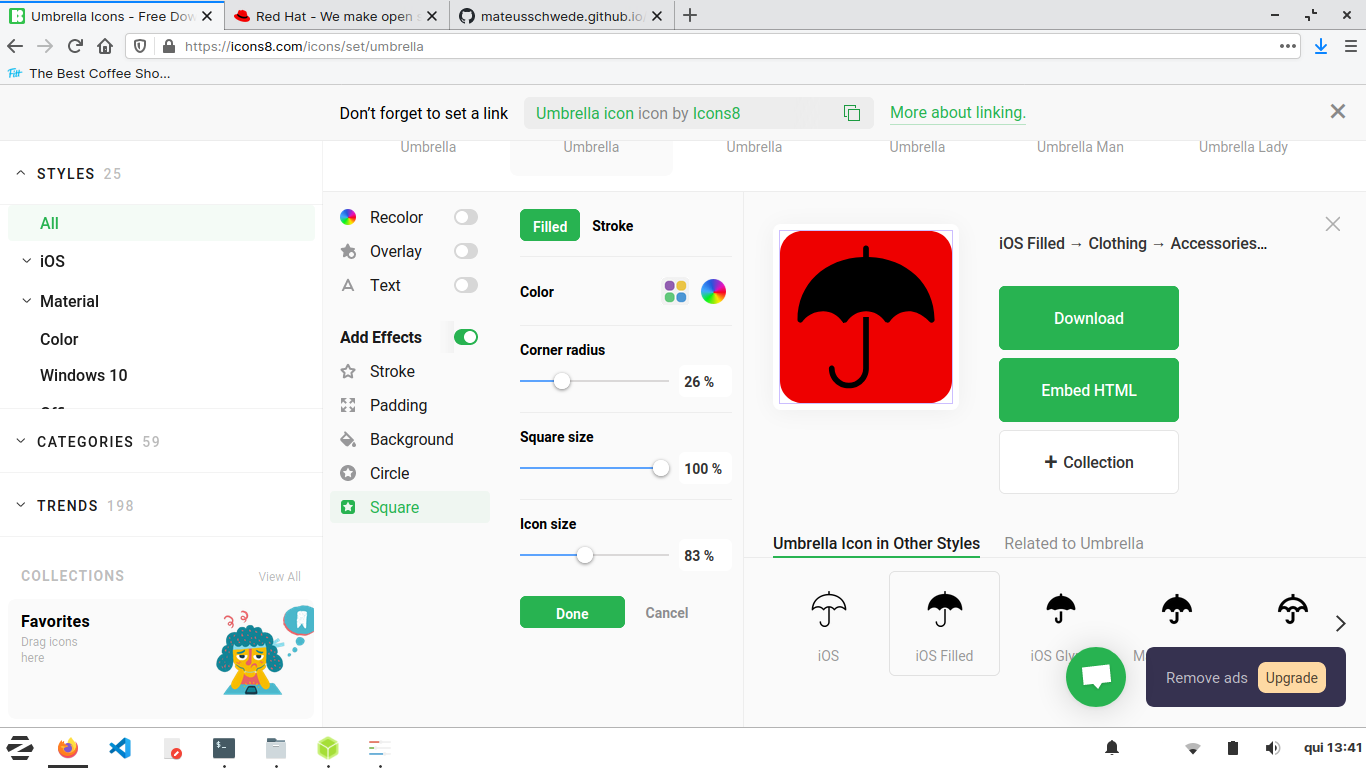 Umbrella Icons - Free Dow
Red Hat - We make open s
mateusschwede.github.io/
https://icons8.com/icons/set/umbrella
Fitt The Best Coffee Sho...
Don't forget to set a link
Umbrella icon icon by Icons8
More about linking.
Umbrella
Umbrella
Umbrella
Umbrella
Umbrella Man
Umbrella Lady
STYLES 25
All
iOS
Material
Color
Windows 10
CATEGORIES 59
TRENDS 198
COLLECTIONS
View All
Favorites
Drag icons
here
Recolor
Overlay
Text
Add Effects
Stroke
Padding
Background
Circle
Square
Filled
Stroke
Color
Corner radius
26 %
Square size
100 %
Icon size
83 %
Done
Cancel
iOS Filled → Clothing → Accessories...
Download
Embed HTML
+ Collection
Umbrella Icon in Other Styles
Related to Umbrella
iOS
iOS Filled
iOS Gly
M
Remove ads
Upgrade
qui 13:41